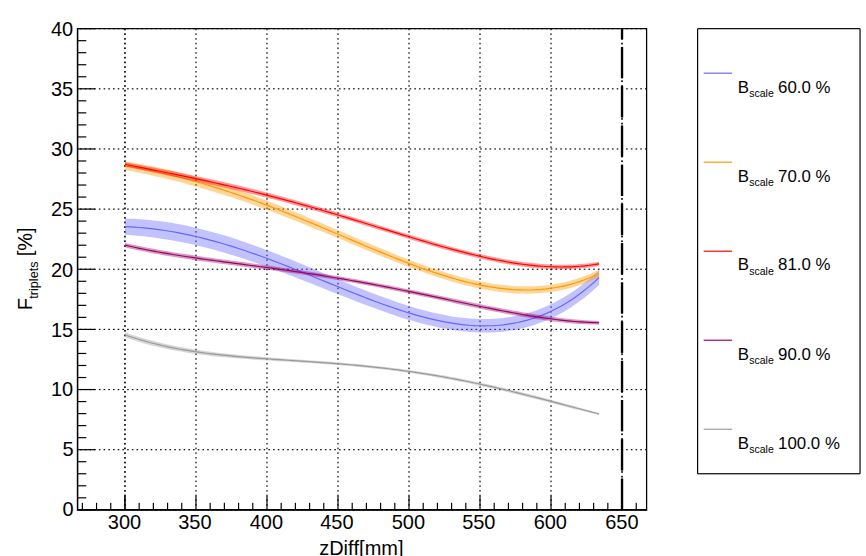 40
35
30
25
20
15
10
5
0
F_triplets [%]
300 350 400 450 500 550 600 650
zDiff[mm]
B_scale 60.0 %
B_scale 70.0 %
B_scale 81.0 %
B_scale 90.0 %
B_scale 100.0 %